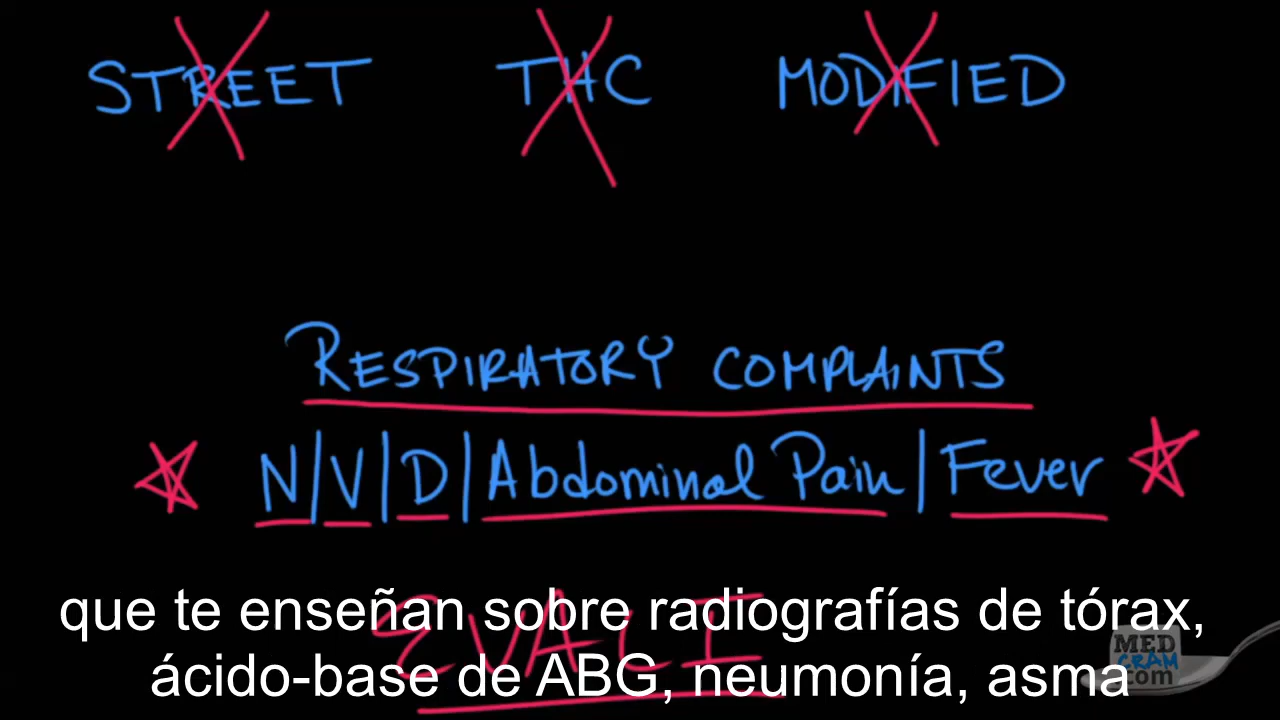 STREET THC MODIFIED
RESPIRATORY COMPLAINTS
N/V/D/Abdominal Pain/Fever
EVALI
que te enseñan sobre radiografías de tórax,
ácido-base de ABG, neumonía, asma
MED
CRAM
com